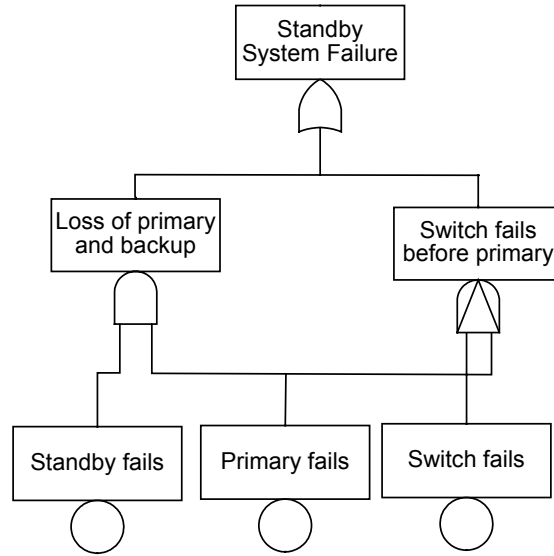 Standby
System Failure
Loss of primary
and backup
Switch fails
before primary
Standby fails
Primary fails
Switch fails